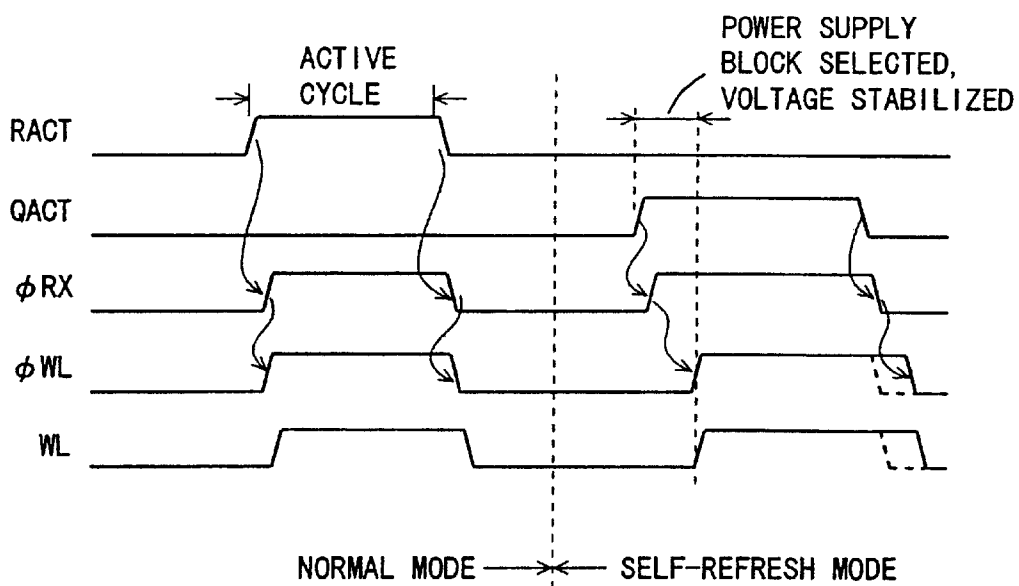 POWER SUPPLY
BLOCK SELECTED,
VOLTAGE STABILIZED
ACTIVE
CYCLE
RACT
QACT
φRX
φWL
WL
NORMAL MODE
SELF-REFRESH MODE